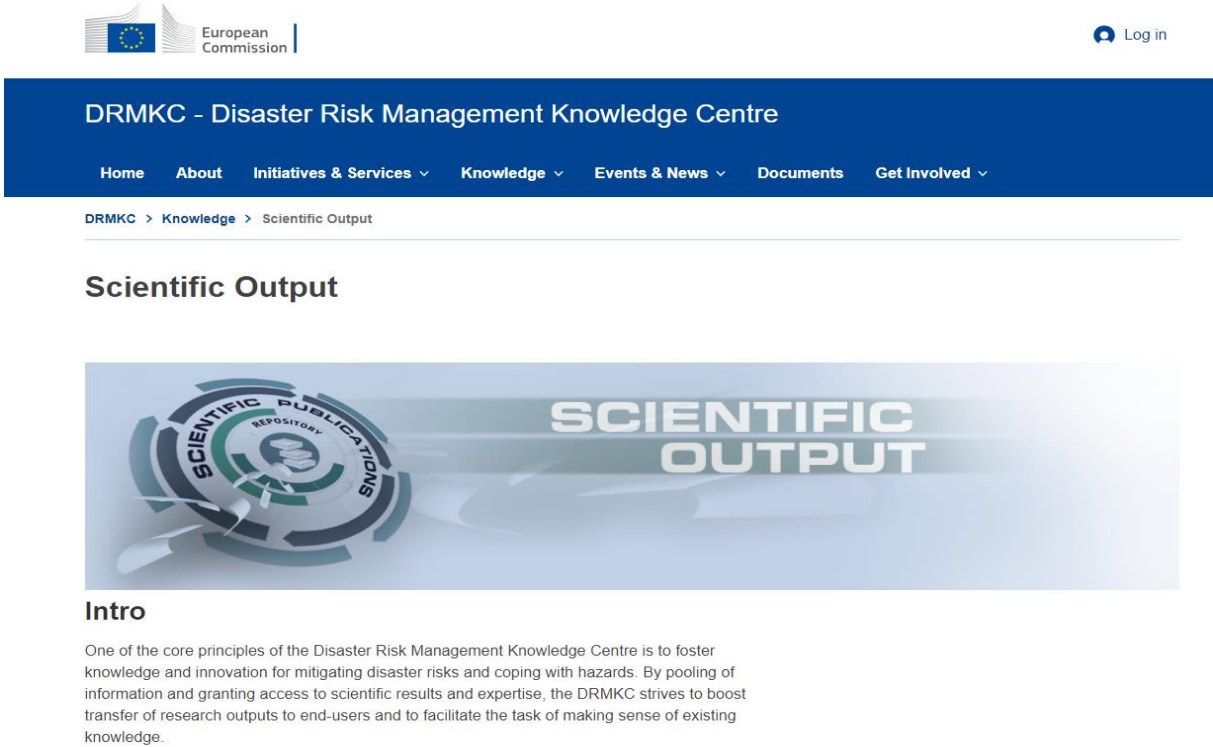 European
Commission
Log in
DRMKC - Disaster Risk Management Knowledge Centre
Home About Initiatives & Services Knowledge Events & News Documents Get Involved
DRMKC > Knowledge > Scientific Output
Scientific Output
SCIENTIFIC PUBLICATIONS
REPOSITORY
SCIENTIFIC
OUTPUT
Intro
One of the core principles of the Disaster Risk Management Knowledge Centre is to foster
knowledge and innovation for mitigating disaster risks and coping with hazards. By pooling of
information and granting access to scientific results and expertise, the DRMKC strives to boost
transfer of research outputs to end-users and to facilitate the task of making sense of existing
knowledge.